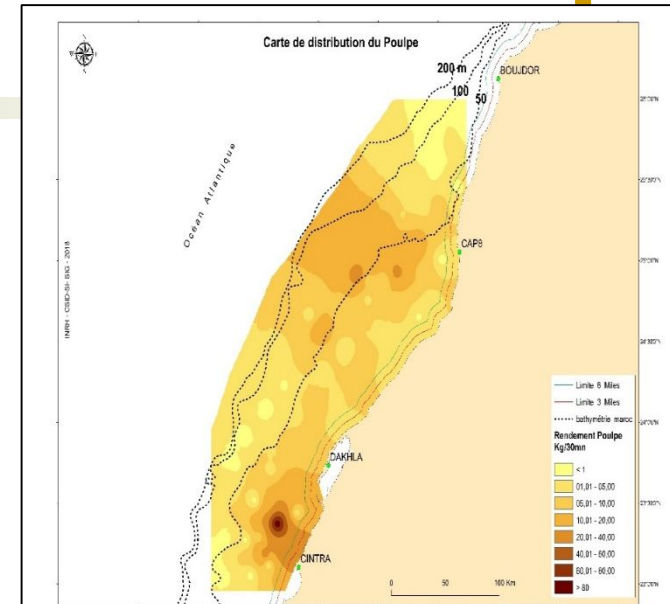 Carte de distribution du Poulpe
200 m
BOUJDOR
100
50
Océan Atlantique
CAP8
INRH - CSID-SI- SIG - 2018
DAKHLA
CINTRA
Limite 6 Miles
Limite 3 Miles
bathymétrie maroc
Rendement Poulpe
Kg/30mn
< 1
01,01 - 05,00
05,01 - 10,00
10,01 - 20,00
20,01 - 40,00
40,01 - 60,00
60,01 - 80,00
> 80
0 50 100 Km